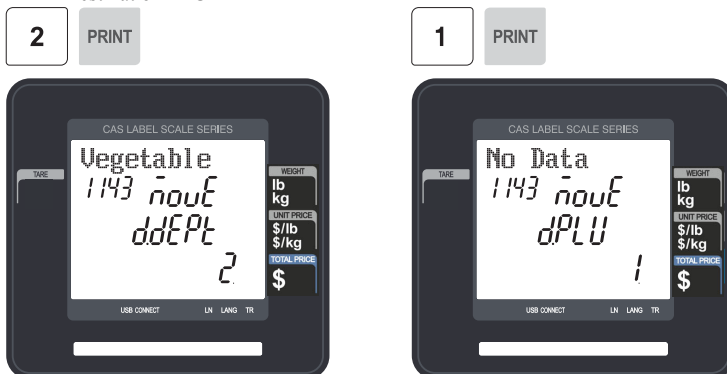 2 PRINT
CAS LABEL SCALE SERIES
Vegetable
TARE
WEIGHT
1143 novE
lb
kg
UNIT PRICE
d.dEPt
$/lb
$/kg
TOTAL PRICE
2.
$
USB CONNECT LN LANG TR
1 PRINT
CAS LABEL SCALE SERIES
No Data
TARE
WEIGHT
1143 novE
lb
kg
UNIT PRICE
d.PLU
$/lb
$/kg
TOTAL PRICE
1.
$
USB CONNECT LN LANG TR